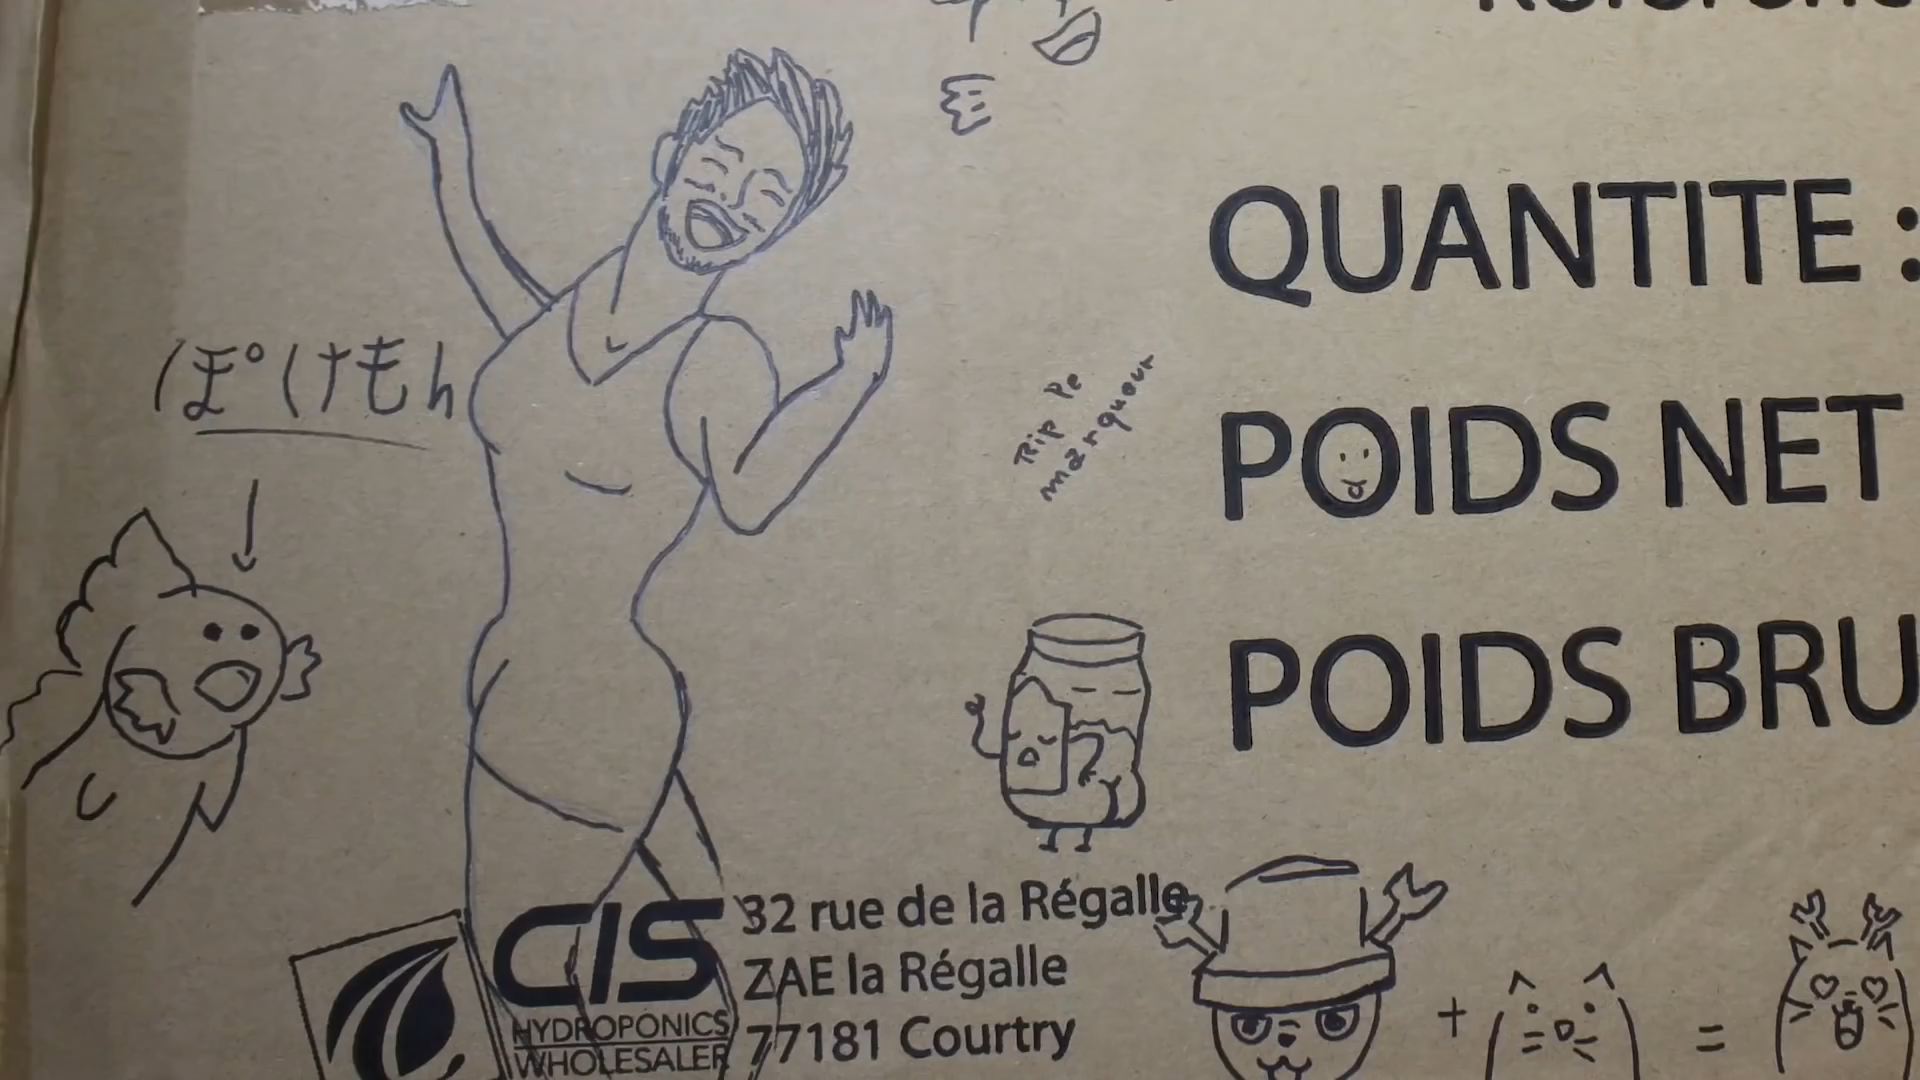 QUANTITE :
ぽけもん
RIP Le
marqueur
POIDS NET
POIDS BRU
CIS
HYDROPONICS
WHOLESALER
32 rue de la Régalle
ZAE la Régalle
77181 Courtry
+ =